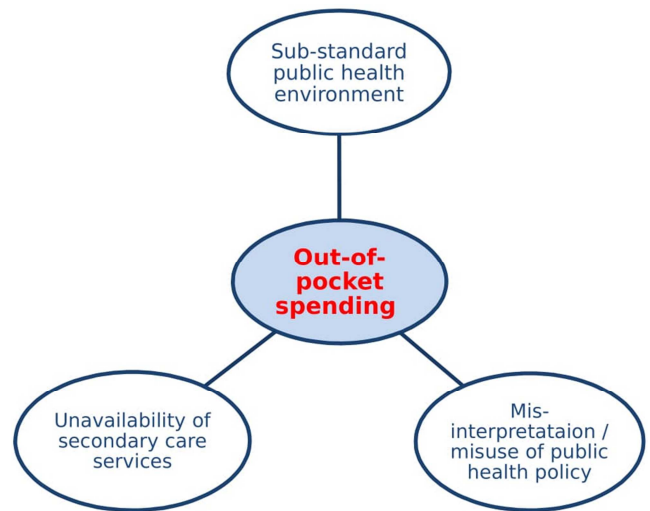 Sub-standard
public health
environment
Out-of-
pocket
spending
Unavailability of
secondary care
services
Mis-
interpretataion /
misuse of public
health policy